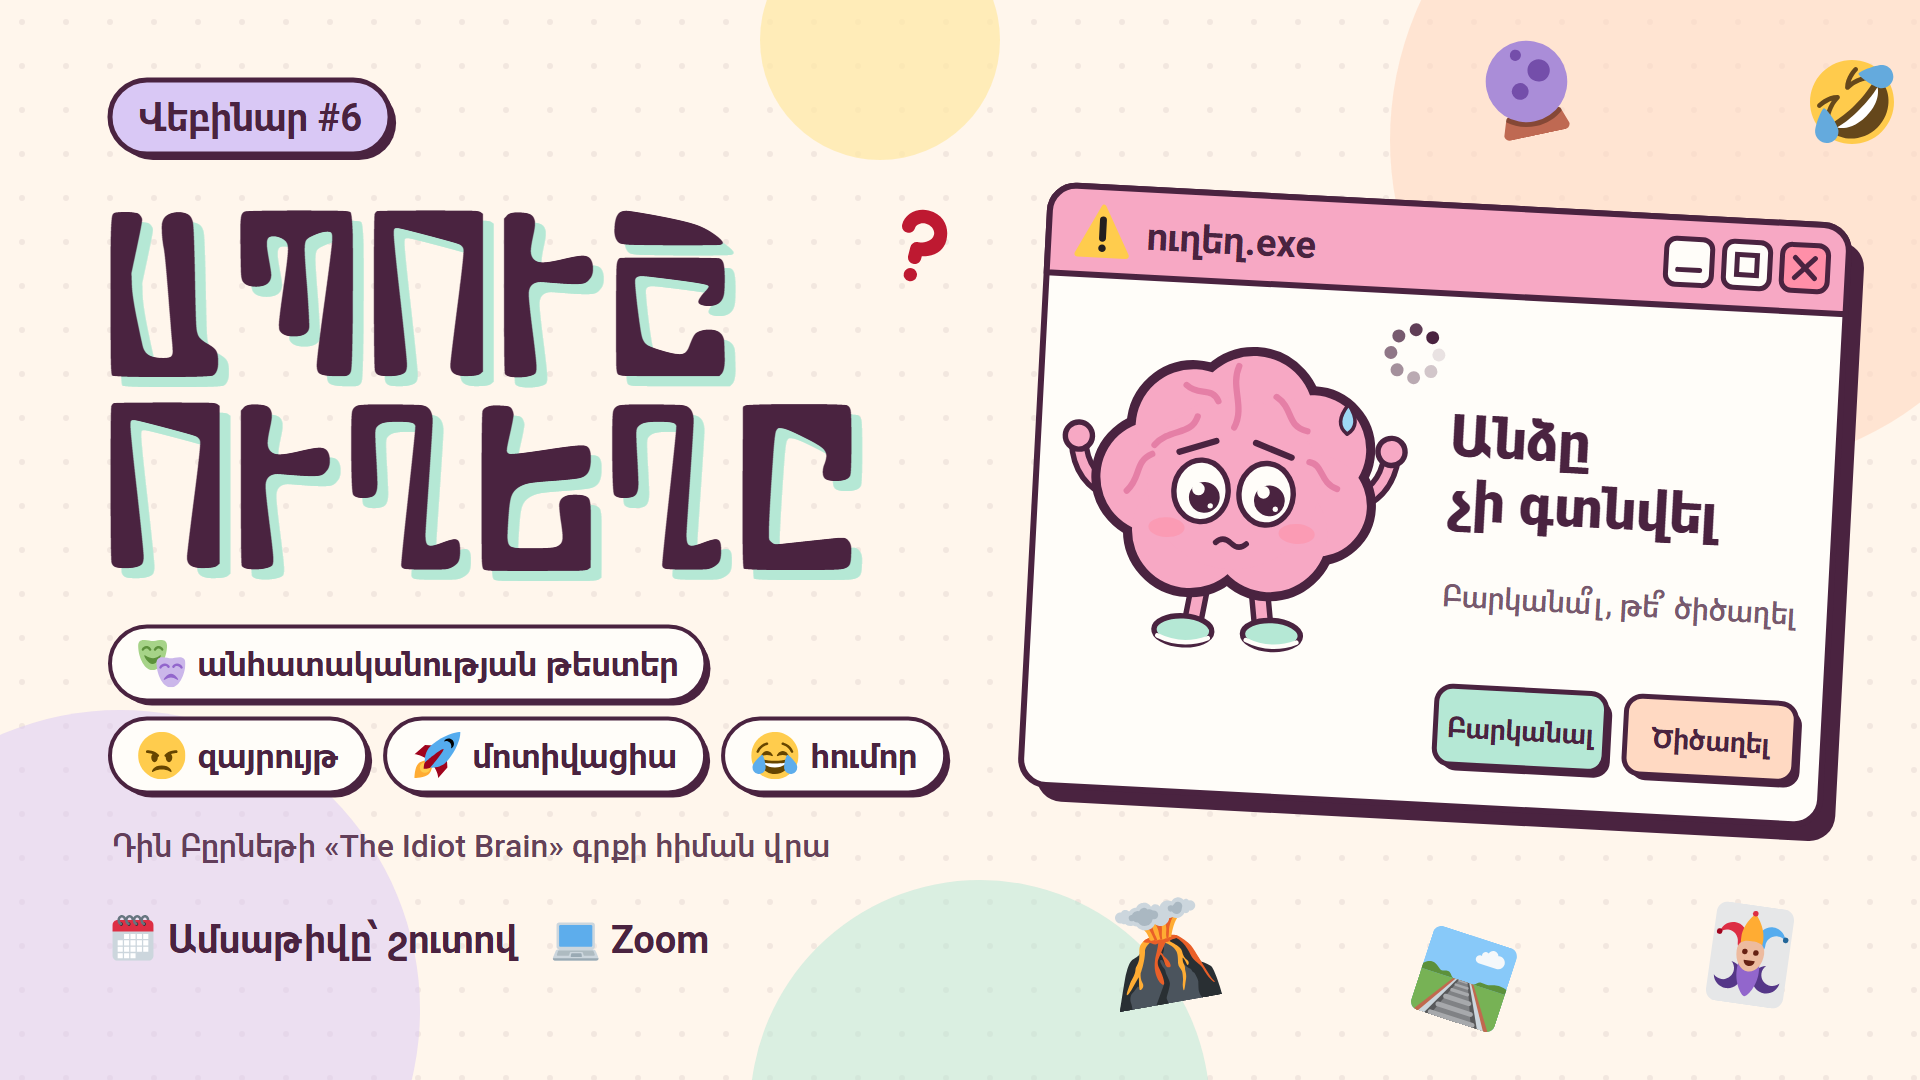 Վեբինար #6
ԱՊՈՒՇ
ՈՒՂԵՂԸ
❓
անհատականության թեստեր
զայրույթ
մոտիվացիա
հումոր
Դին Բըրնեթի «The Idiot Brain» գրքի հիման վրա
Ամսաթիվը՝ շուտով
Zoom
ուղեղ.exe
Անձը
չի գտնվել
Բարկանա՞լ, թե՞ ծիծաղել
Բարկանալ
Ծիծաղել